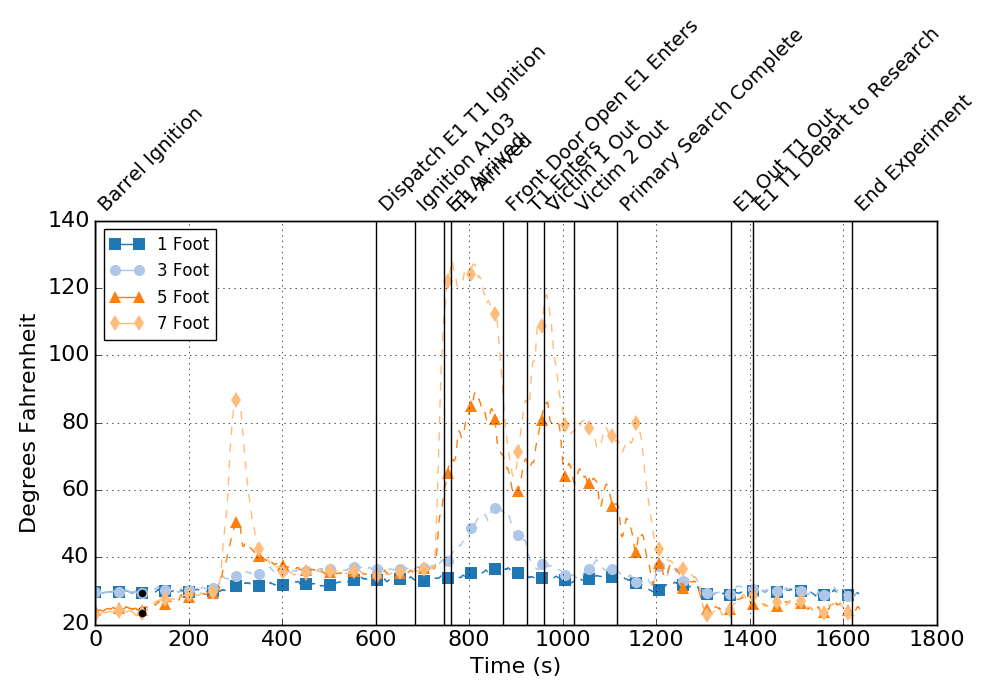 Barrel Ignition
Dispatch E1 T1 Ignition
Ignition A103
E1 Arrived
T1 Arrived
Front Door Open E1 Enters
T1 Enters
Victim 1 Out
Victim 2 Out
Primary Search Complete
E1 Out T1 Out
E1 T1 Depart to Research
End Experiment
140
120
100
80
60
40
20
Degrees Fahrenheit
1 Foot
3 Foot
5 Foot
7 Foot
0 200 400 600 800 1000 1200 1400 1600 1800
Time (s)